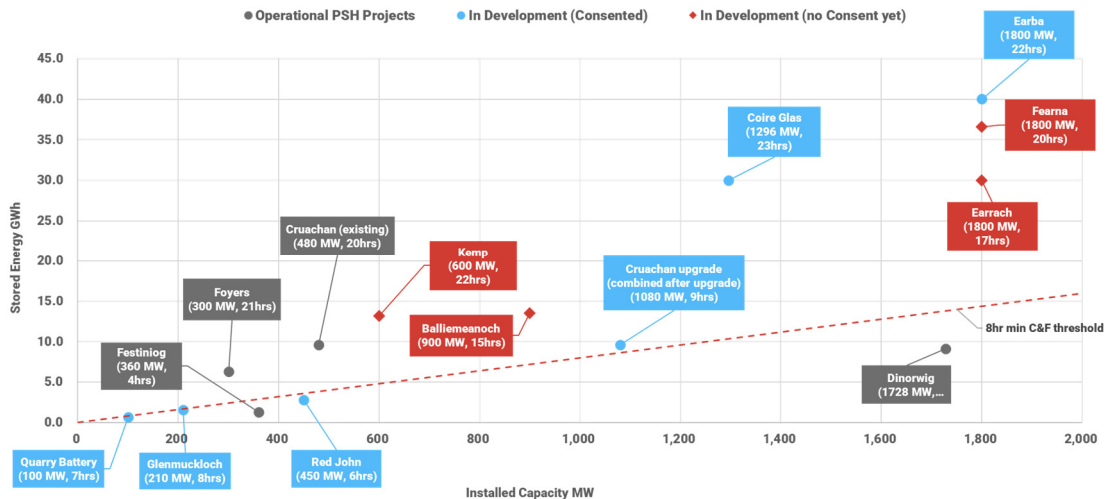 Operational PSH Projects
In Development (Consented)
In Development (no Consent yet)
Stored Energy GWh
45.0
40.0
35.0
30.0
25.0
20.0
15.0
10.0
5.0
0.0
Earba
(1800 MW,
22hrs)
Fearna
(1800 MW,
20hrs)
Coire Glas
(1296 MW,
23hrs)
Earrach
(1800 MW,
17hrs)
Cruachan (existing)
(480 MW, 20hrs)
Kemp
(600 MW,
22hrs)
Cruachan upgrade
(combined after upgrade)
(1080 MW, 9hrs)
Foyers
(300 MW, 21hrs)
Balliemeanoch
(900 MW, 15hrs)
8hr min C&F threshold
Festiniog
(360 MW,
4hrs)
Dinorwig
(1728 MW,...
0
200
400
600
800
1,000
1,200
1,400
1,600
1,800
2,000
Quarry Battery
(100 MW, 7hrs)
Glenmuckloch
(210 MW, 8hrs)
Red John
(450 MW, 6hrs)
Installed Capacity MW